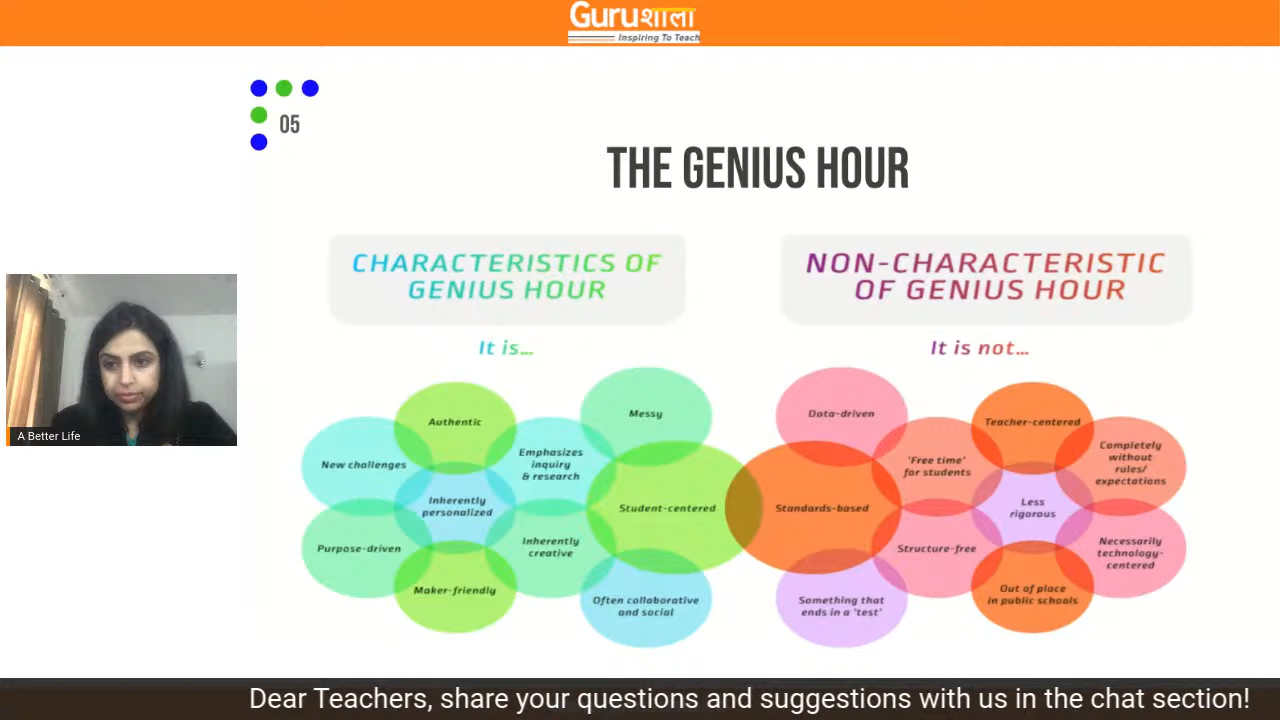 Guruशाला
Inspiring To Teach
05
THE GENIUS HOUR
CHARACTERISTICS OF
GENIUS HOUR
It is...
Authentic
Messy
New challenges
Emphasizes
inquiry
& research
Inherently
personalized
Student-centered
Purpose-driven
Inherently
creative
Maker-friendly
Often collaborative
and social
NON-CHARACTERISTIC
OF GENIUS HOUR
It is not...
Data-driven
Teacher-centered
'Free time'
for students
Completely
without
rules/
expectations
Standards-based
Less
rigorous
Structure-free
Necessarily
technology-
centered
Something that
ends in a 'test'
Out of place
in public schools
A Better Life
Dear Teachers, share your questions and suggestions with us in the chat section!